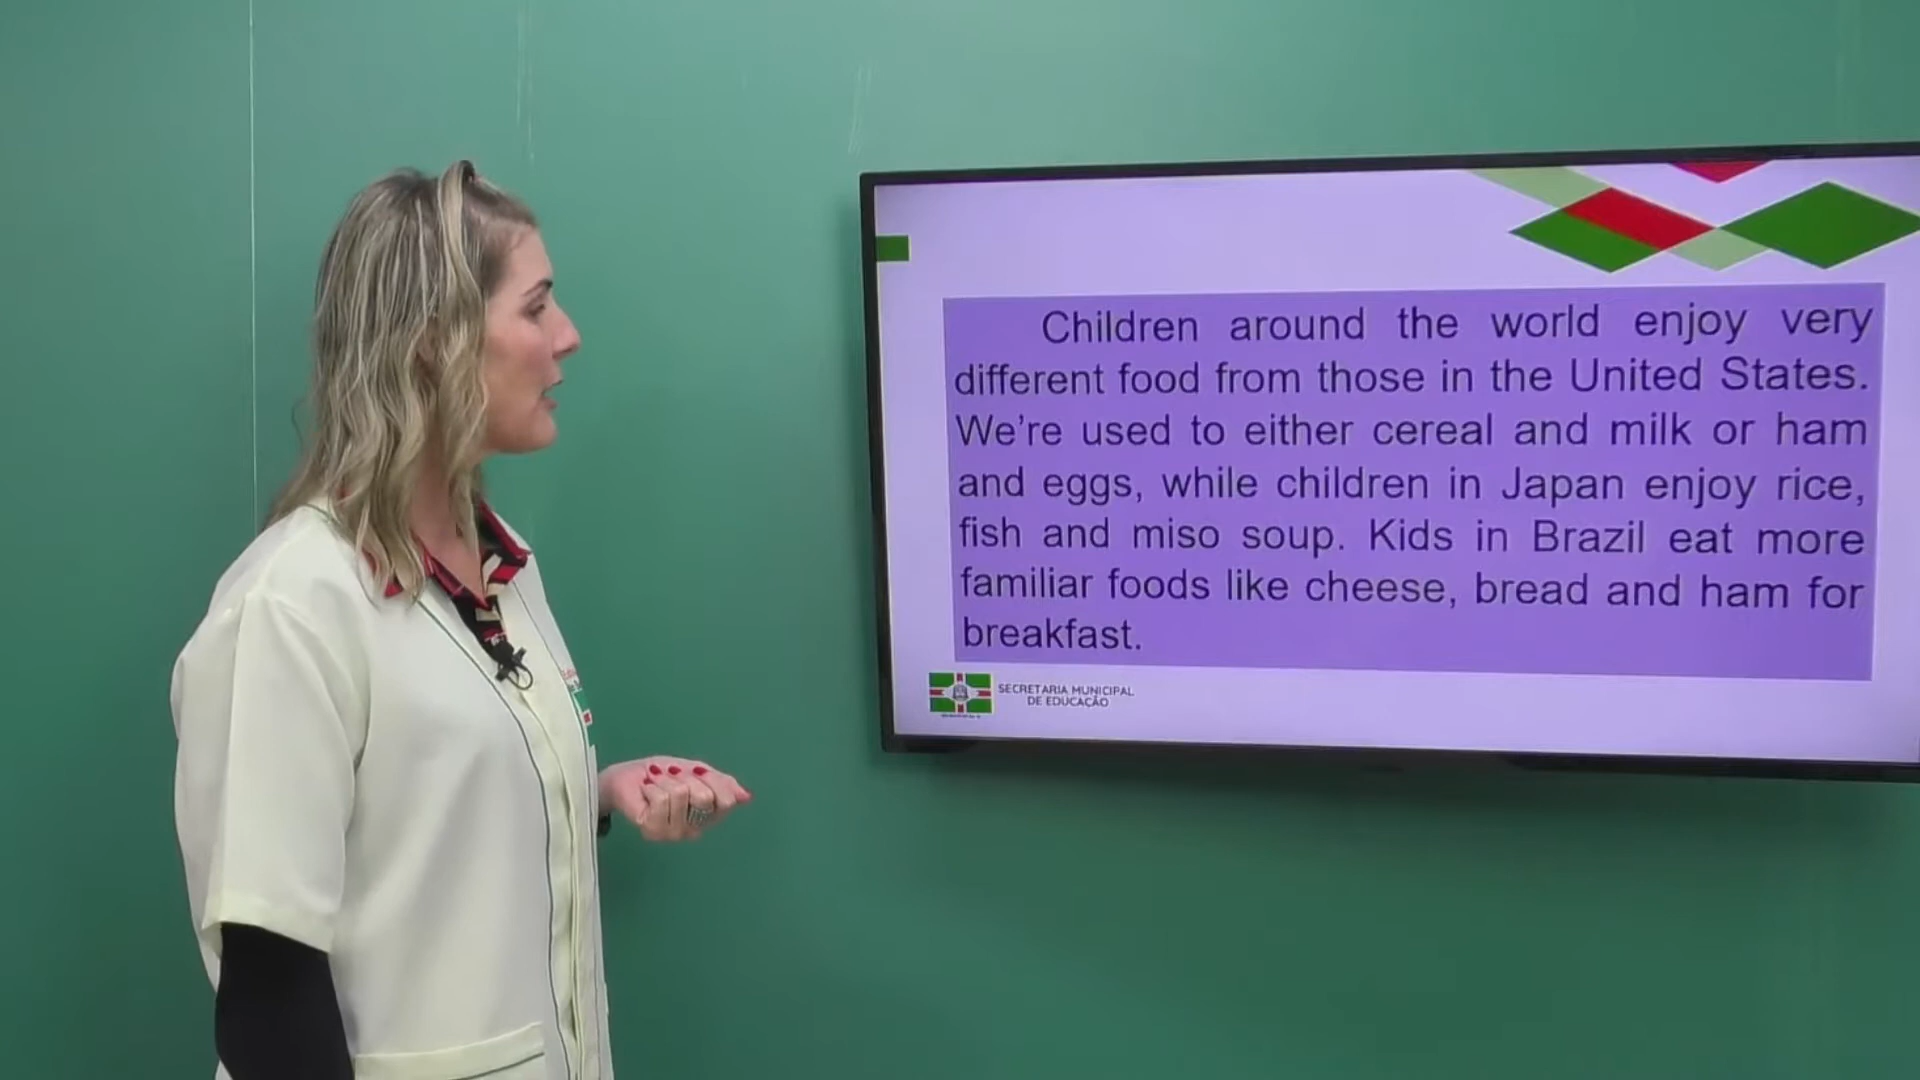 Children around the world enjoy very
different food from those in the United States.
We're used to either cereal and milk or ham
and eggs, while children in Japan enjoy rice,
fish and miso soup. Kids in Brazil eat more
familiar foods like cheese, bread and ham for
breakfast.
SECRETARIA MUNICIPAL
DE EDUCAÇÃO